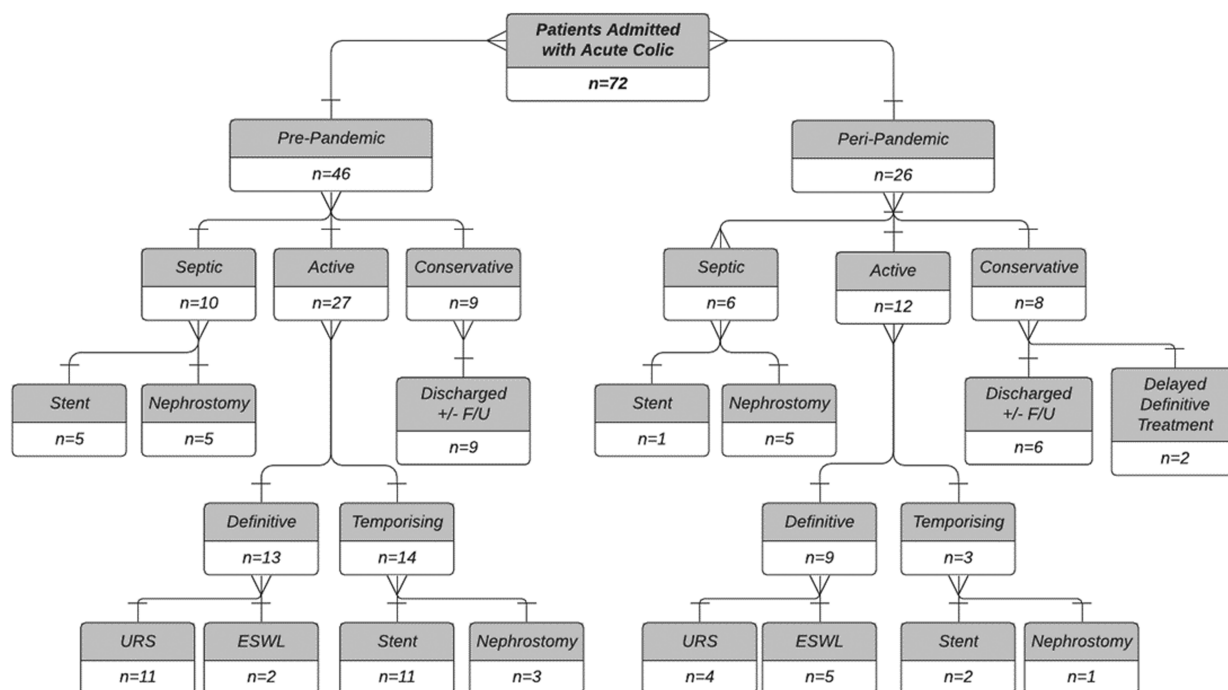 Patients Admitted
with Acute Colic
n=72
Pre-Pandemic
n=46
Peri-Pandemic
n=26
Septic
n=10
Active
n=27
Conservative
n=9
Septic
n=6
Active
n=12
Conservative
n=8
Stent
n=5
Nephrostomy
n=5
Discharged
+/- F/U
n=9
Stent
n=1
Nephrostomy
n=5
Discharged
+/- F/U
n=6
Delayed
Definitive
Treatment
n=2
Definitive
n=13
Temporising
n=14
Definitive
n=9
Temporising
n=3
URS
n=11
ESWL
n=2
Stent
n=11
Nephrostomy
n=3
URS
n=4
ESWL
n=5
Stent
n=2
Nephrostomy
n=1